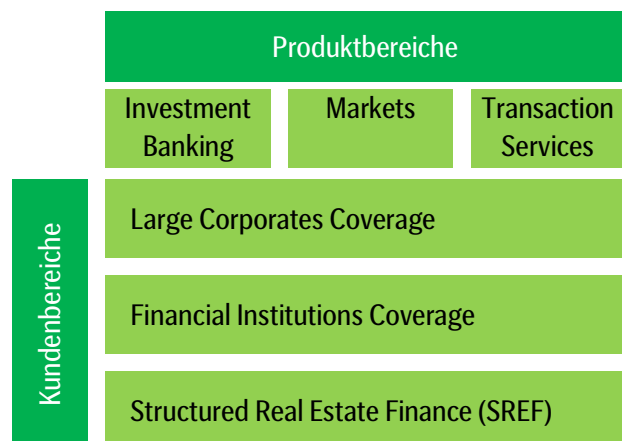 Produktbereiche
Investment
Banking
Markets
Transaction
Services
Kundenbereiche
Large Corporates Coverage
Financial Institutions Coverage
Structured Real Estate Finance (SREF)